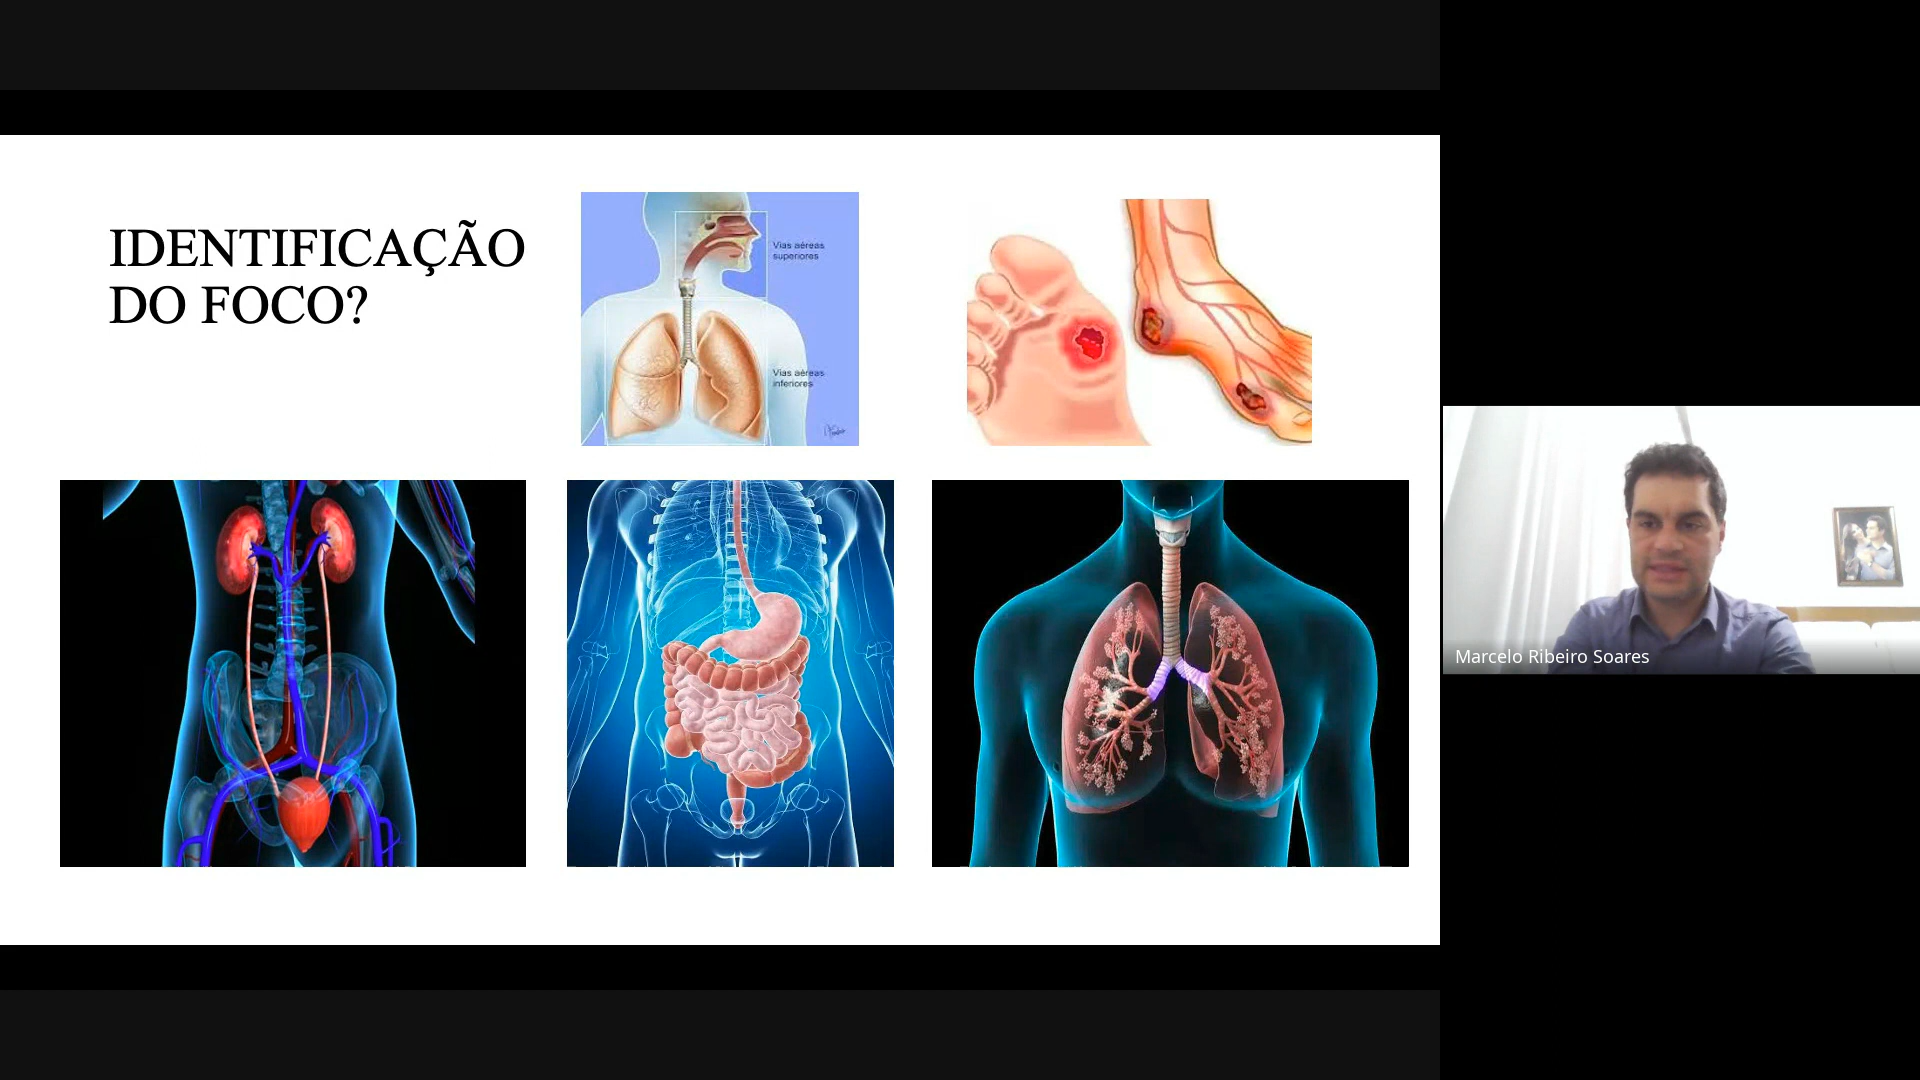 IDENTIFICAÇÃO
DO FOCO?
Vias aéreas
superiores
Vias aéreas
inferiores
Marcelo Ribeiro Soares